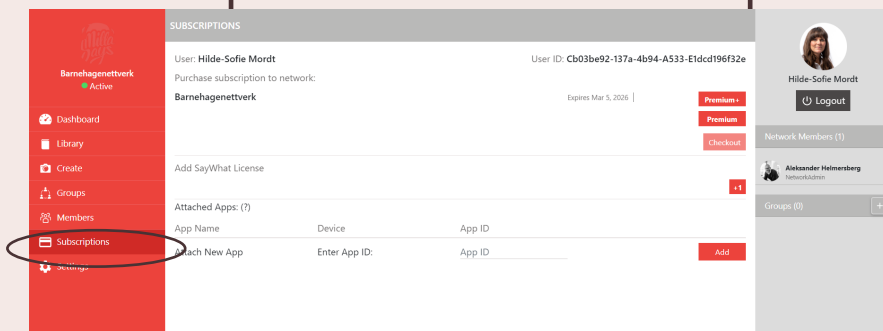 Barnehagenettverk
Active
Dashboard
Library
Create
Groups
Members
Subscriptions
Settings
SUBSCRIPTIONS
User: Hilde-Sofie Mordt
User ID: Cb03be92-137a-4b94-A533-E1dcd196f32e
Purchase subscription to network:
Barnehagenettverk
Expires Mar 5, 2026
Premium+
Premium
Checkout
Add SayWhat License
+1
Attached Apps: (?)
App Name Device App ID
Attach New App Enter App ID: App ID Add
Hilde-Sofie Mordt
Logout
Network Members (1)
Aleksander Helmersberg
NetworkAdmin
Groups (0) +